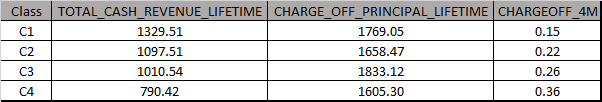 Class TOTAL_CASH_REVENUE_LIFETIME CHARGE_OFF_PRINCIPAL_LIFETIME CHARGEOFF_4M
C1 1329.51 1769.05 0.15
C2 1097.51 1658.47 0.22
C3 1010.54 1833.12 0.26
C4 790.42 1605.30 0.36